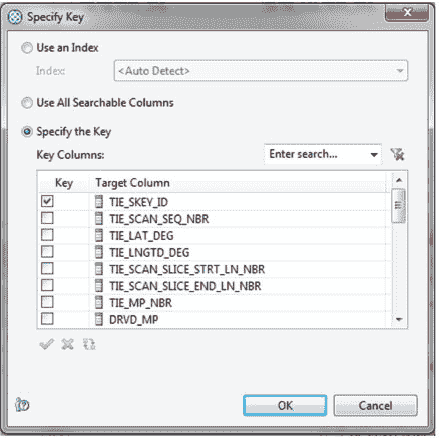 Specify Key
Use an Index
Index: <Auto Detect>
Use All Searchable Columns
Specify the Key
Key Columns: Enter search...
Key Target Column
TIE_SKEY_ID
TIE_SCAN_SEQ_NBR
TIE_LAT_DEG
TIE_LNGTD_DEG
TIE_SCAN_SLICE_STRT_LN_NBR
TIE_SCAN_SLICE_END_LN_NBR
TIE_MP_NBR
DRVD_MP
OK Cancel